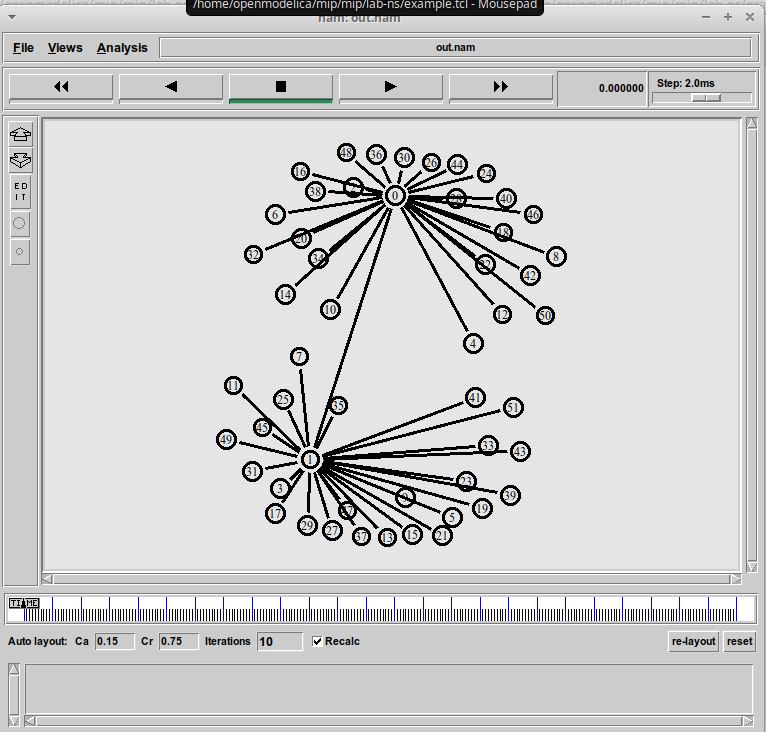 /home/openmodelica/mip/mip/lab-ns/example.tcl - Mousepad
nam: out.nam
File Views Analysis out.nam
0.000000 Step: 2.0ms
ED
IT
48 36 30 26 44 24
16 38 2 0 28 40 46
6 20 18 8
32 34 22 42
14 10 12 50
4
7
11 25 35 41 51
45 49 33 43
1
31 3 23 39
9 19
17 5
29 27 37 13 15 21
TIME
Auto layout: Ca 0.15 Cr 0.75 Iterations 10 Recalc re-layout reset